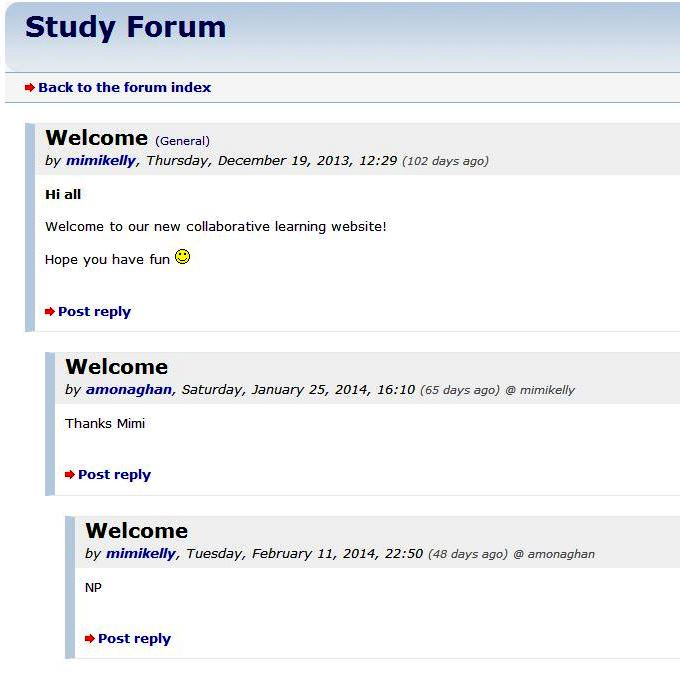 Study Forum
Back to the forum index
Welcome (General)
by mimikelly, Thursday, December 19, 2013, 12:29 (102 days ago)
Hi all
Welcome to our new collaborative learning website!
Hope you have fun
Post reply
Welcome
by amonaghan, Saturday, January 25, 2014, 16:10 (65 days ago) @ mimikelly
Thanks Mimi
Post reply
Welcome
by mimikelly, Tuesday, February 11, 2014, 22:50 (48 days ago) @ amonaghan
NP
Post reply